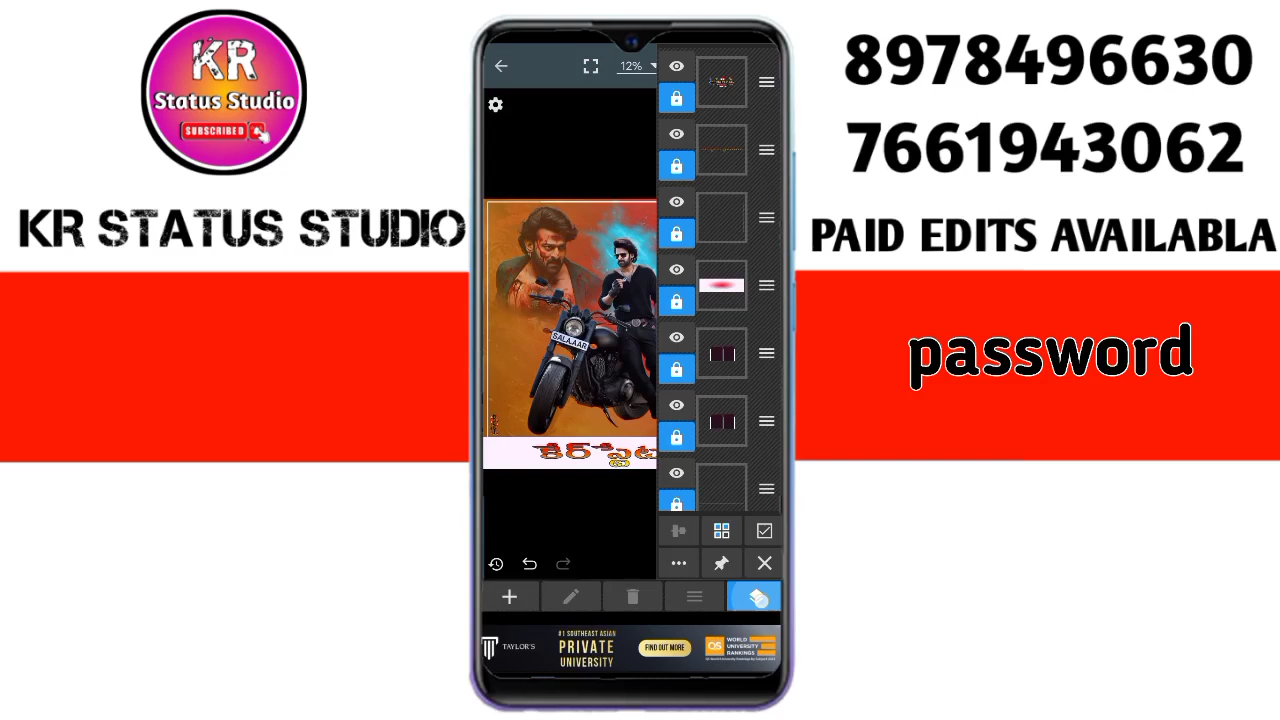 KR
Status Studio
SUBSCRIBED
KR STATUS STUDIO
8978496630
7661943062
PAID EDITS AVAILABLA
password
12%
SALAAAR
TAYLOR'S
#1 SOUTHEAST ASIAN
PRIVATE
UNIVERSITY
FIND OUT MORE
QS
WORLD
UNIVERSITY
RANKINGS